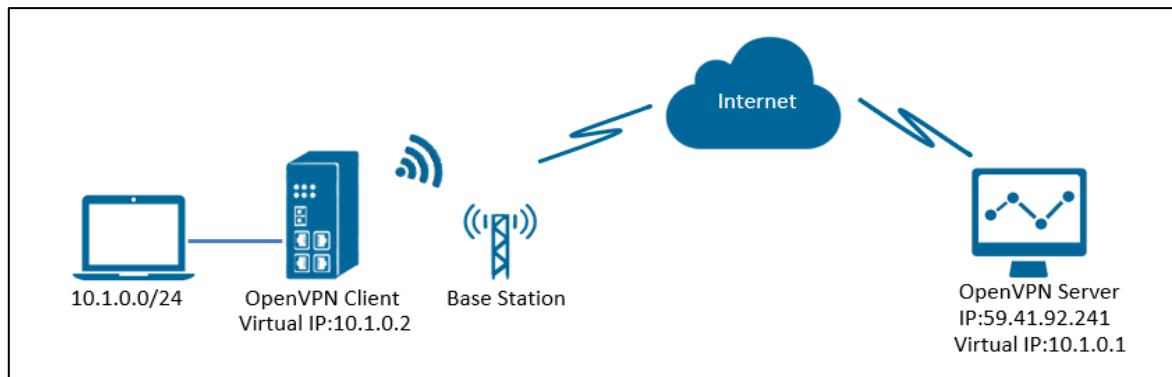 Internet
10.1.0.0/24
OpenVPN Client
Virtual IP:10.1.0.2
Base Station
OpenVPN Server
IP:59.41.92.241
Virtual IP:10.1.0.1